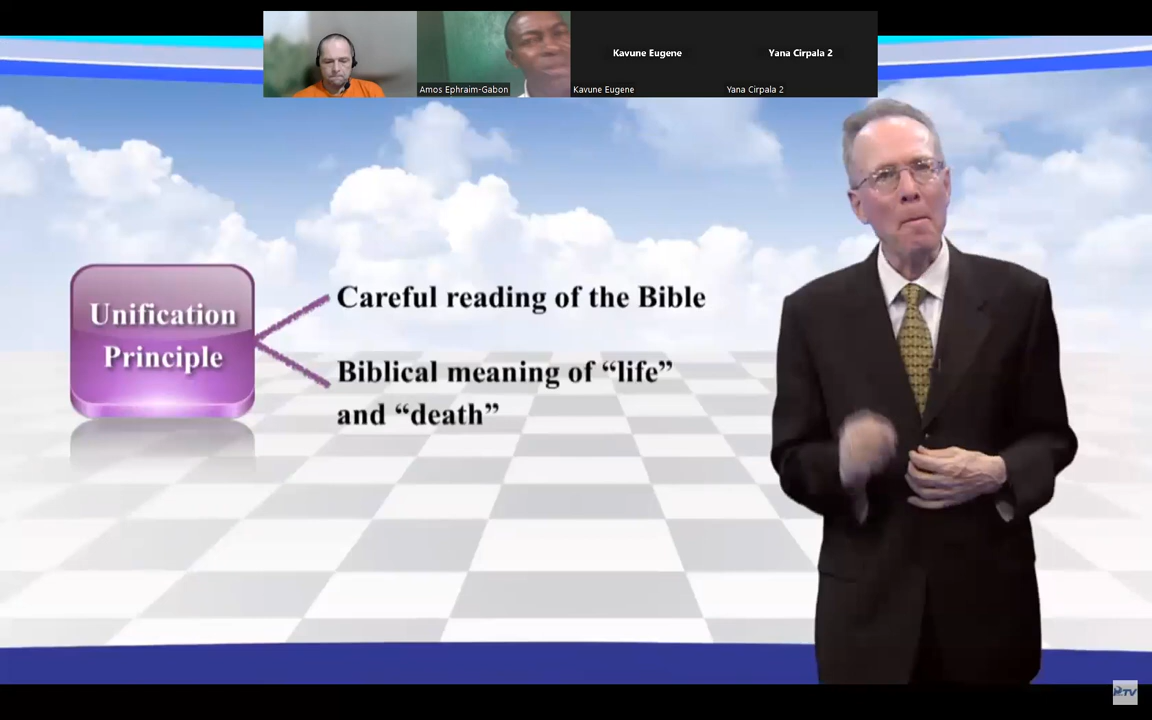 Kavune Eugene
Yana Cirpala 2
Amos Ephraim-Gabon
Kavune Eugene
Yana Cirpala 2
Unification
Principle
Careful reading of the Bible
Biblical meaning of “life”
and “death”
TV